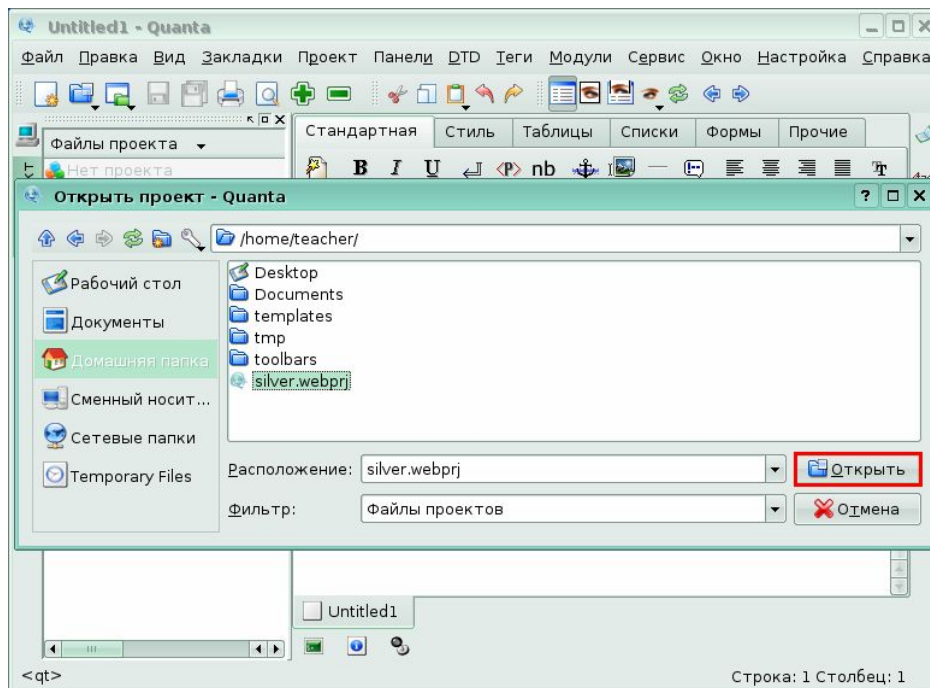 Untitled1 - Quanta
Файл Правка Вид Закладки Проект Панели DTD Теги Модули Сервис Окно Настройка Справка
Файлы проекта
Стандартная Стиль Таблицы Списки Формы Прочие
Нет проекта
B I U <P> nb
Открыть проект - Quanta
/home/teacher/
Рабочий стол
Документы
Домашняя папка
Сменный носит...
Сетевые папки
Temporary Files
Desktop
Documents
templates
tmp
toolbars
silver.webprj
Расположение: silver.webprj Открыть
Фильтр: Файлы проектов Отмена
Untitled1
<qt> Строка: 1 Столбец: 1